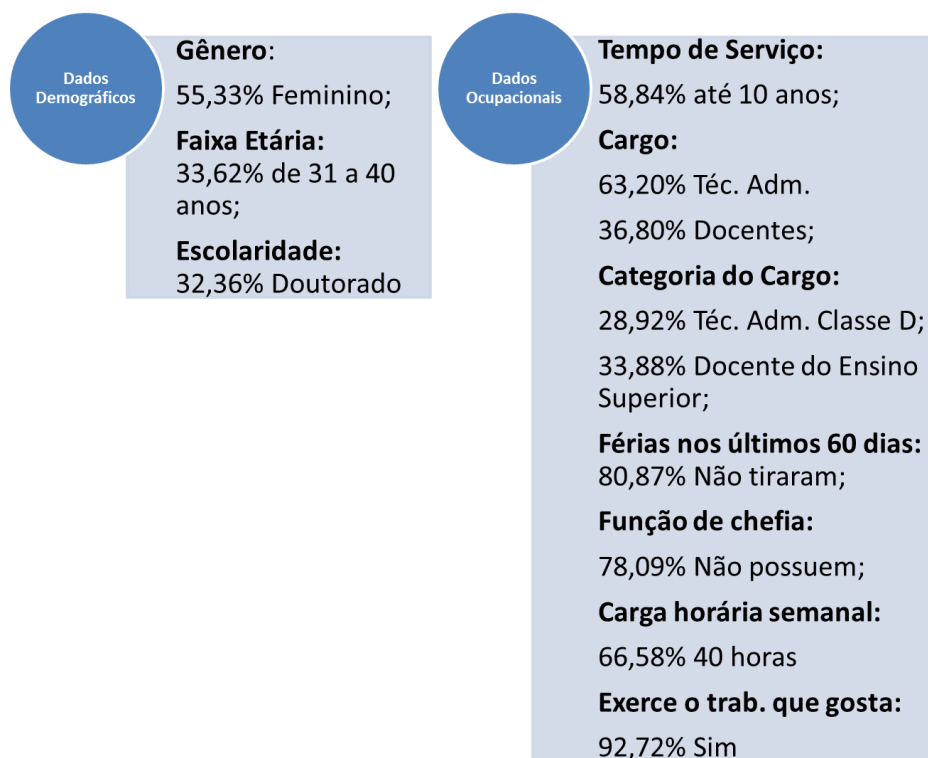 Dados
Demográficos
Gênero:
55,33% Feminino;
Faixa Etária:
33,62% de 31 a 40
anos;
Escolaridade:
32,36% Doutorado
Dados
Ocupacionais
Tempo de Serviço:
58,84% até 10 anos;
Cargo:
63,20% Téc. Adm.
36,80% Docentes;
Categoria do Cargo:
28,92% Téc. Adm. Classe D;
33,88% Docente do Ensino
Superior;
Férias nos últimos 60 dias:
80,87% Não tiraram;
Função de chefia:
78,09% Não possuem;
Carga horária semanal:
66,58% 40 horas
Exerce o trab. que gosta:
92,72% Sim